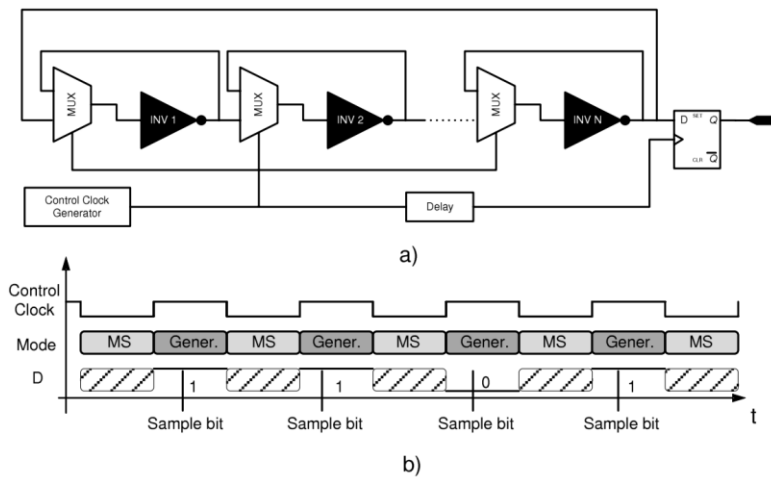 MUX
INV 1
MUX
INV 2
MUX
INV N
D SET Q
CLR Q
Control Clock
Generator
Delay
a)
Control
Clock
Mode
MS Gener. MS Gener. MS Gener. MS Gener. MS
D
1 1 0 1
Sample bit Sample bit Sample bit Sample bit
t
b)